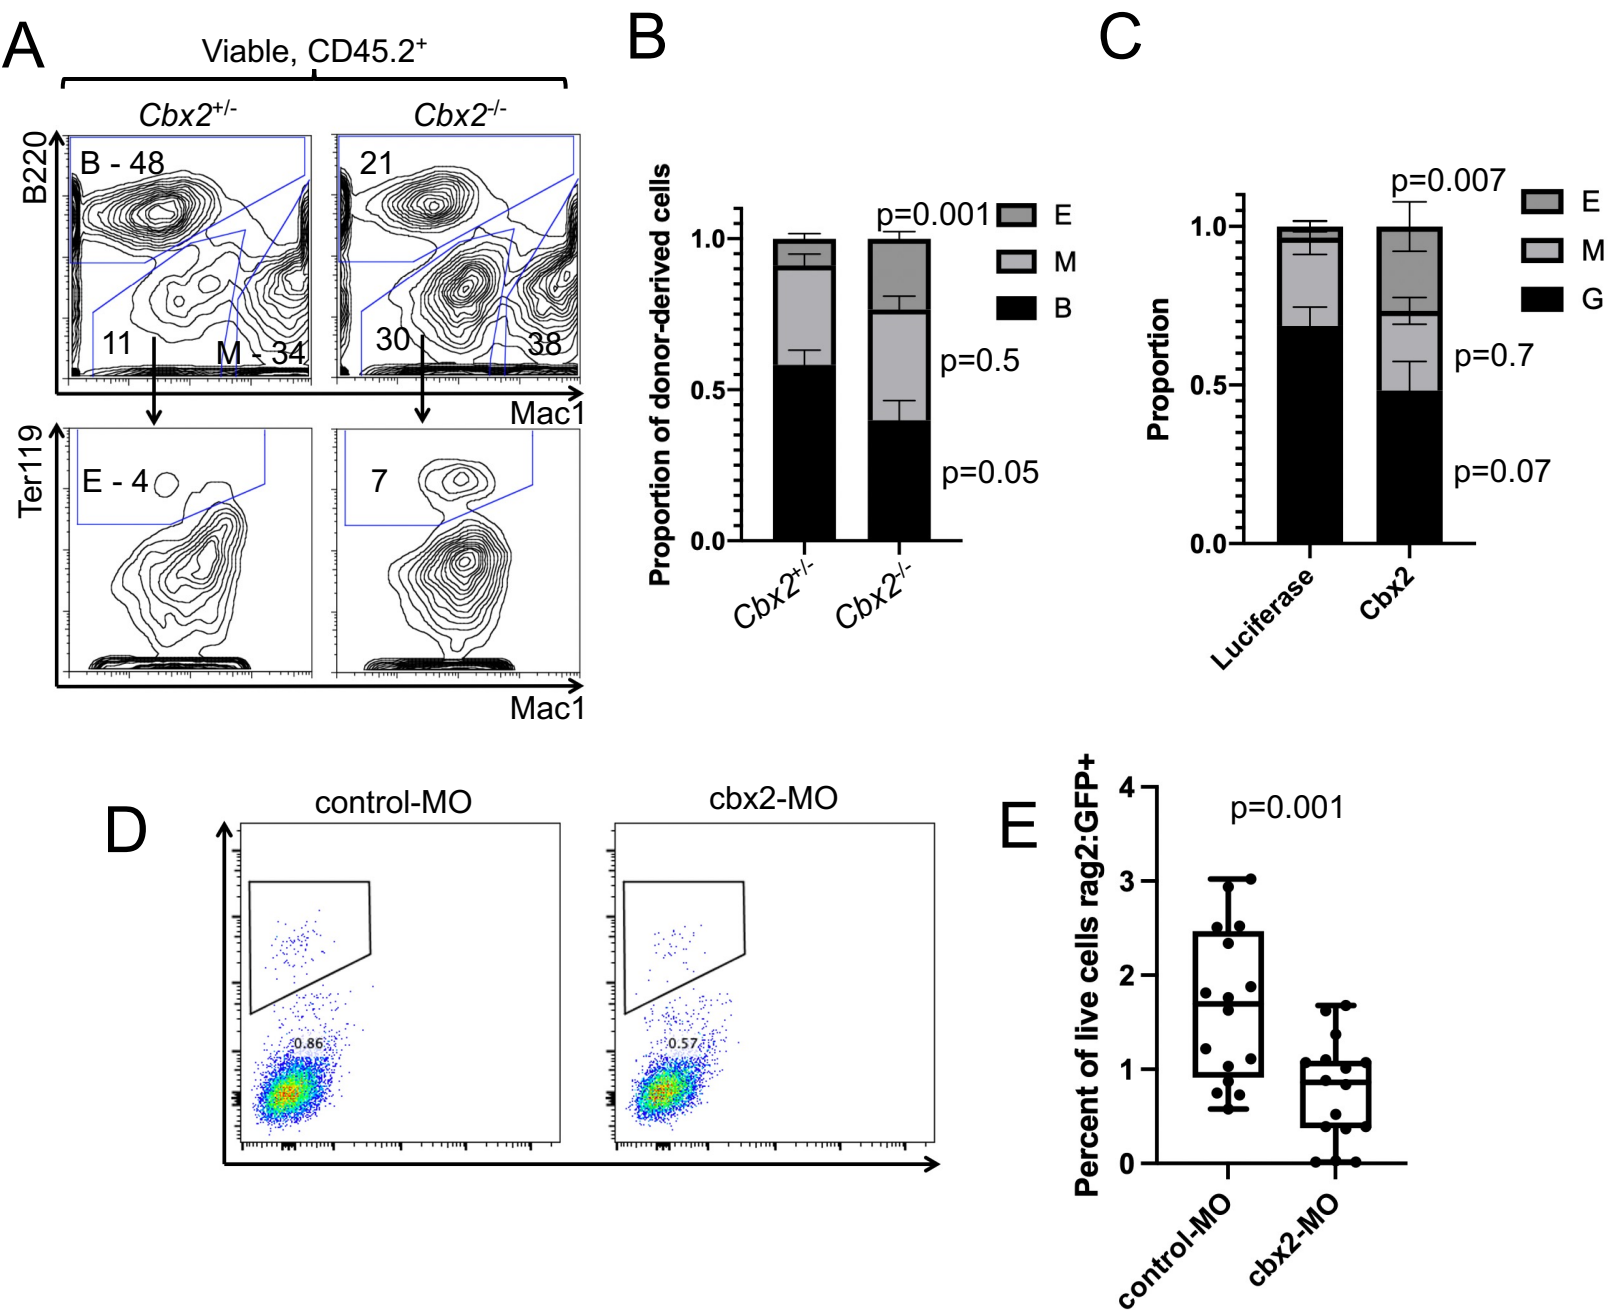 A
Viable, CD45.2+
Cbx2+/-
Cbx2-/-
B220
B - 48
11
M - 34
21
30
38
Mac1
Ter119
E - 4
7
Mac1
B
Proportion of donor-derived cells
1.0
0.5
0.0
p=0.001
E
M
B
p=0.5
p=0.05
Cbx2+/-
Cbx2-/-
C
Proportion
1.0
0.5
0.0
p=0.007
E
M
G
p=0.7
p=0.07
Luciferase
Cbx2
D
control-MO
cbx2-MO
0.86
0.57
E
Percent of live cells rag2:GFP+
4
3
2
1
0
p=0.001
control-MO
cbx2-MO